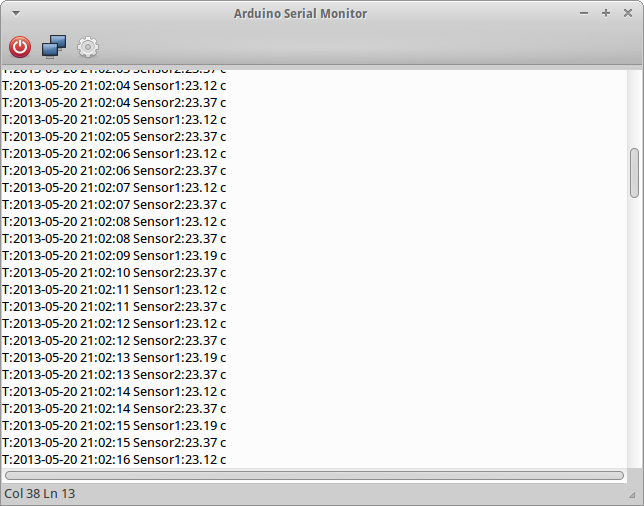 Arduino Serial Monitor
T:2013-05-20 21:02:03 Sensor2:23.37 c
T:2013-05-20 21:02:04 Sensor1:23.12 c
T:2013-05-20 21:02:04 Sensor2:23.37 c
T:2013-05-20 21:02:05 Sensor1:23.12 c
T:2013-05-20 21:02:05 Sensor2:23.37 c
T:2013-05-20 21:02:06 Sensor1:23.12 c
T:2013-05-20 21:02:06 Sensor2:23.37 c
T:2013-05-20 21:02:07 Sensor1:23.12 c
T:2013-05-20 21:02:07 Sensor2:23.37 c
T:2013-05-20 21:02:08 Sensor1:23.12 c
T:2013-05-20 21:02:08 Sensor2:23.37 c
T:2013-05-20 21:02:09 Sensor1:23.19 c
T:2013-05-20 21:02:10 Sensor2:23.37 c
T:2013-05-20 21:02:11 Sensor1:23.12 c
T:2013-05-20 21:02:11 Sensor2:23.37 c
T:2013-05-20 21:02:12 Sensor1:23.12 c
T:2013-05-20 21:02:12 Sensor2:23.37 c
T:2013-05-20 21:02:13 Sensor1:23.19 c
T:2013-05-20 21:02:13 Sensor2:23.37 c
T:2013-05-20 21:02:14 Sensor1:23.12 c
T:2013-05-20 21:02:14 Sensor2:23.37 c
T:2013-05-20 21:02:15 Sensor1:23.19 c
T:2013-05-20 21:02:15 Sensor2:23.37 c
T:2013-05-20 21:02:16 Sensor1:23.12 c
Col 38 Ln 13